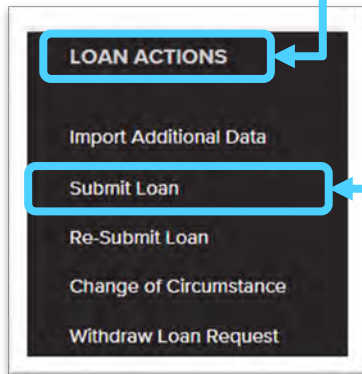 LOAN ACTIONS
Import Additional Data
Submit Loan
Re-Submit Loan
Change of Circumstance
Withdraw Loan Request